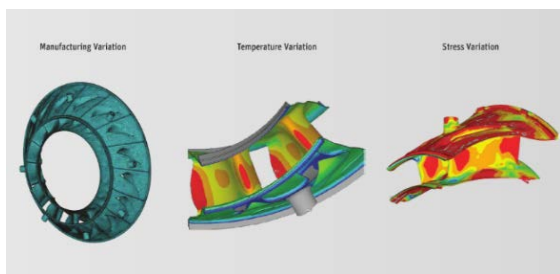 Manufacturing Variation
Temperature Variation
Stress Variation